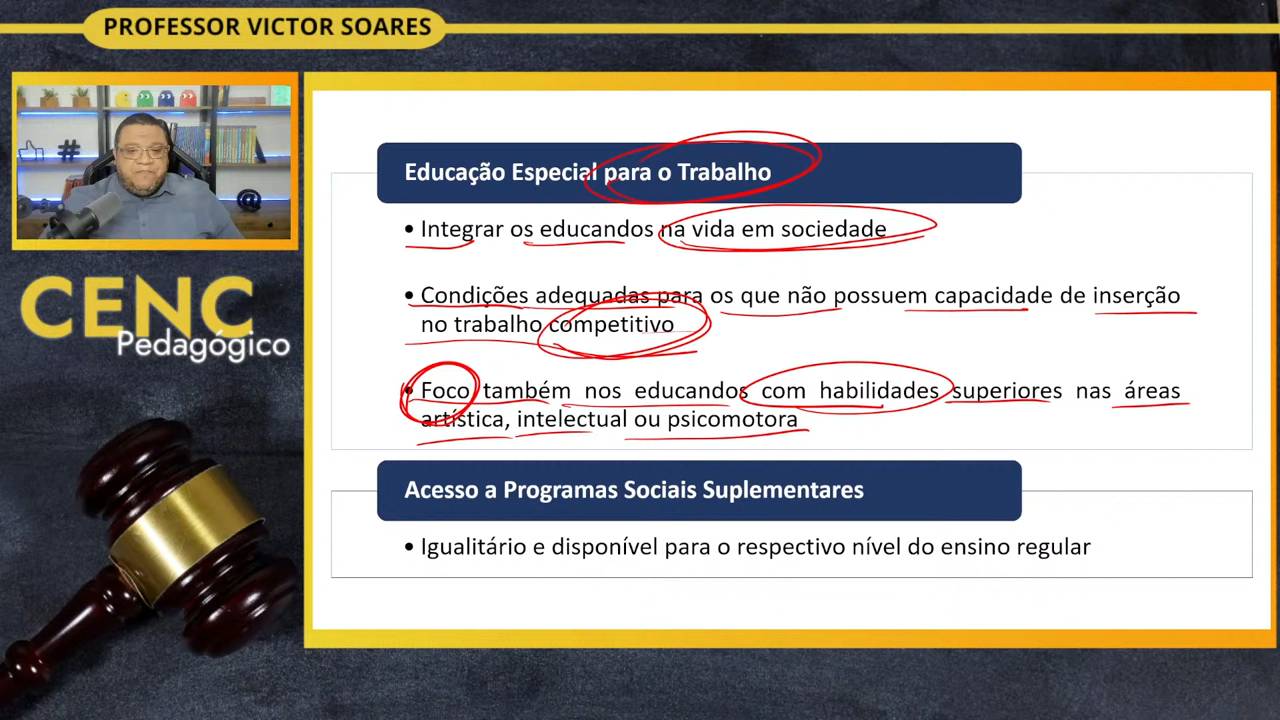 PROFESSOR VICTOR SOARES
CENC
Pedagógico
Educação Especial para o Trabalho
• Integrar os educandos na vida em sociedade
• Condições adequadas para os que não possuem capacidade de inserção
no trabalho competitivo
• Foco também nos educandos com habilidades superiores nas áreas
artística, intelectual ou psicomotora
Acesso a Programas Sociais Suplementares
• Igualitário e disponível para o respectivo nível do ensino regular